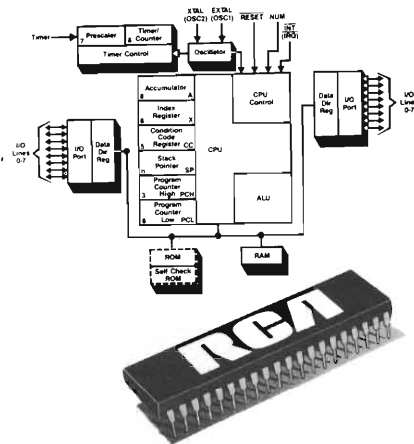 XTAL EXTAL RESET NUM INT
(OSC2) (OSC1) (IRQ)
Timer
Prescaler
7
Timer/
Counter
8
Timer Control
Oscillator
Accumulator
8 A
Index
Register
X
Condition
Code
Register CC
5
Stack
Pointer
n SP
Program
Counter
3 High PCH
Program
Counter
Low PCL
CPU
CPU
Control
ALU
I/O
Lines
0-7
I/O
Port
Data
Dir
Reg
Data
Dir
Reg
I/O
Port
I/O
Lines
0-7
ROM
Self Check
ROM
RAM
RCA